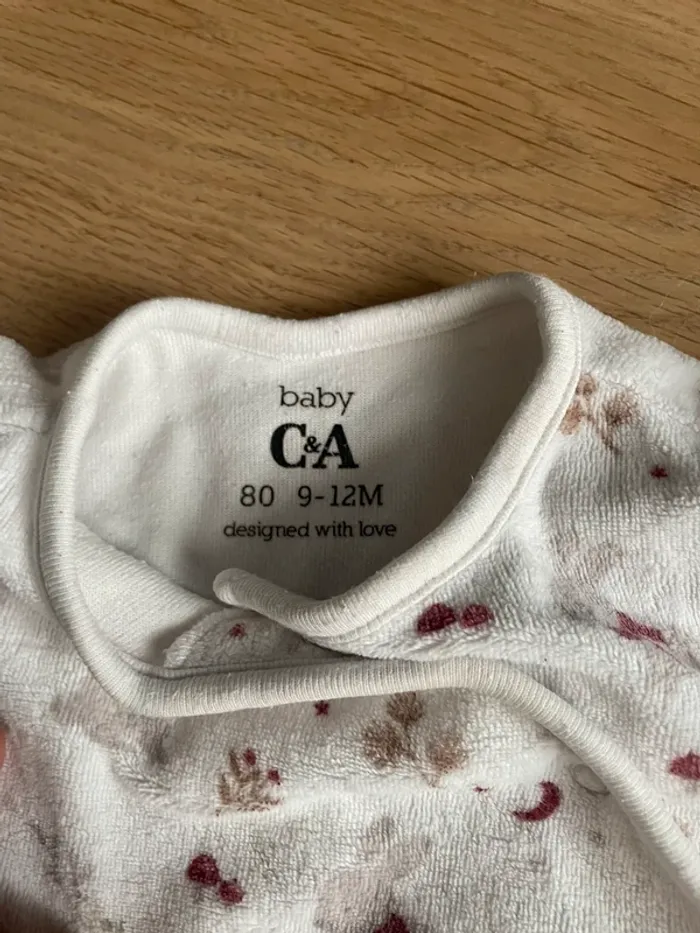 baby
C&A
80 9-12M
designed with love